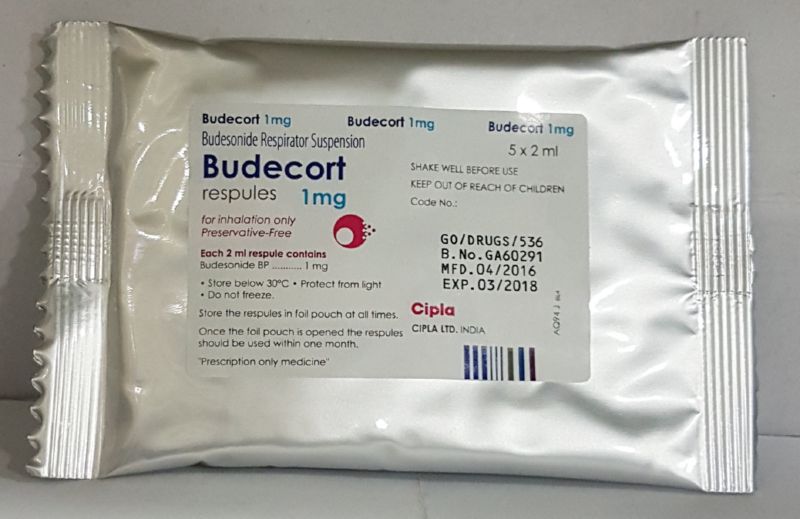 Budecort 1mg
Budecort 1mg
Budecort 1mg
Budesonide Respirator Suspension
5 x 2 ml
Budecort
respules 1mg
for inhalation only
Preservative-Free
Each 2 ml respule contains
Budesonide BP ........... 1 mg
• Store below 30°C • Protect from light
• Do not freeze.
Store the respules in foil pouch at all times.
Once the foil pouch is opened the respules
should be used within one month.
"Prescription only medicine"
SHAKE WELL BEFORE USE
KEEP OUT OF REACH OF CHILDREN
Code No.:
GO/DRUGS/536
B.No.GA60291
MFD.04/2016
EXP.03/2018
Cipla
CIPLA LTD. INDIA